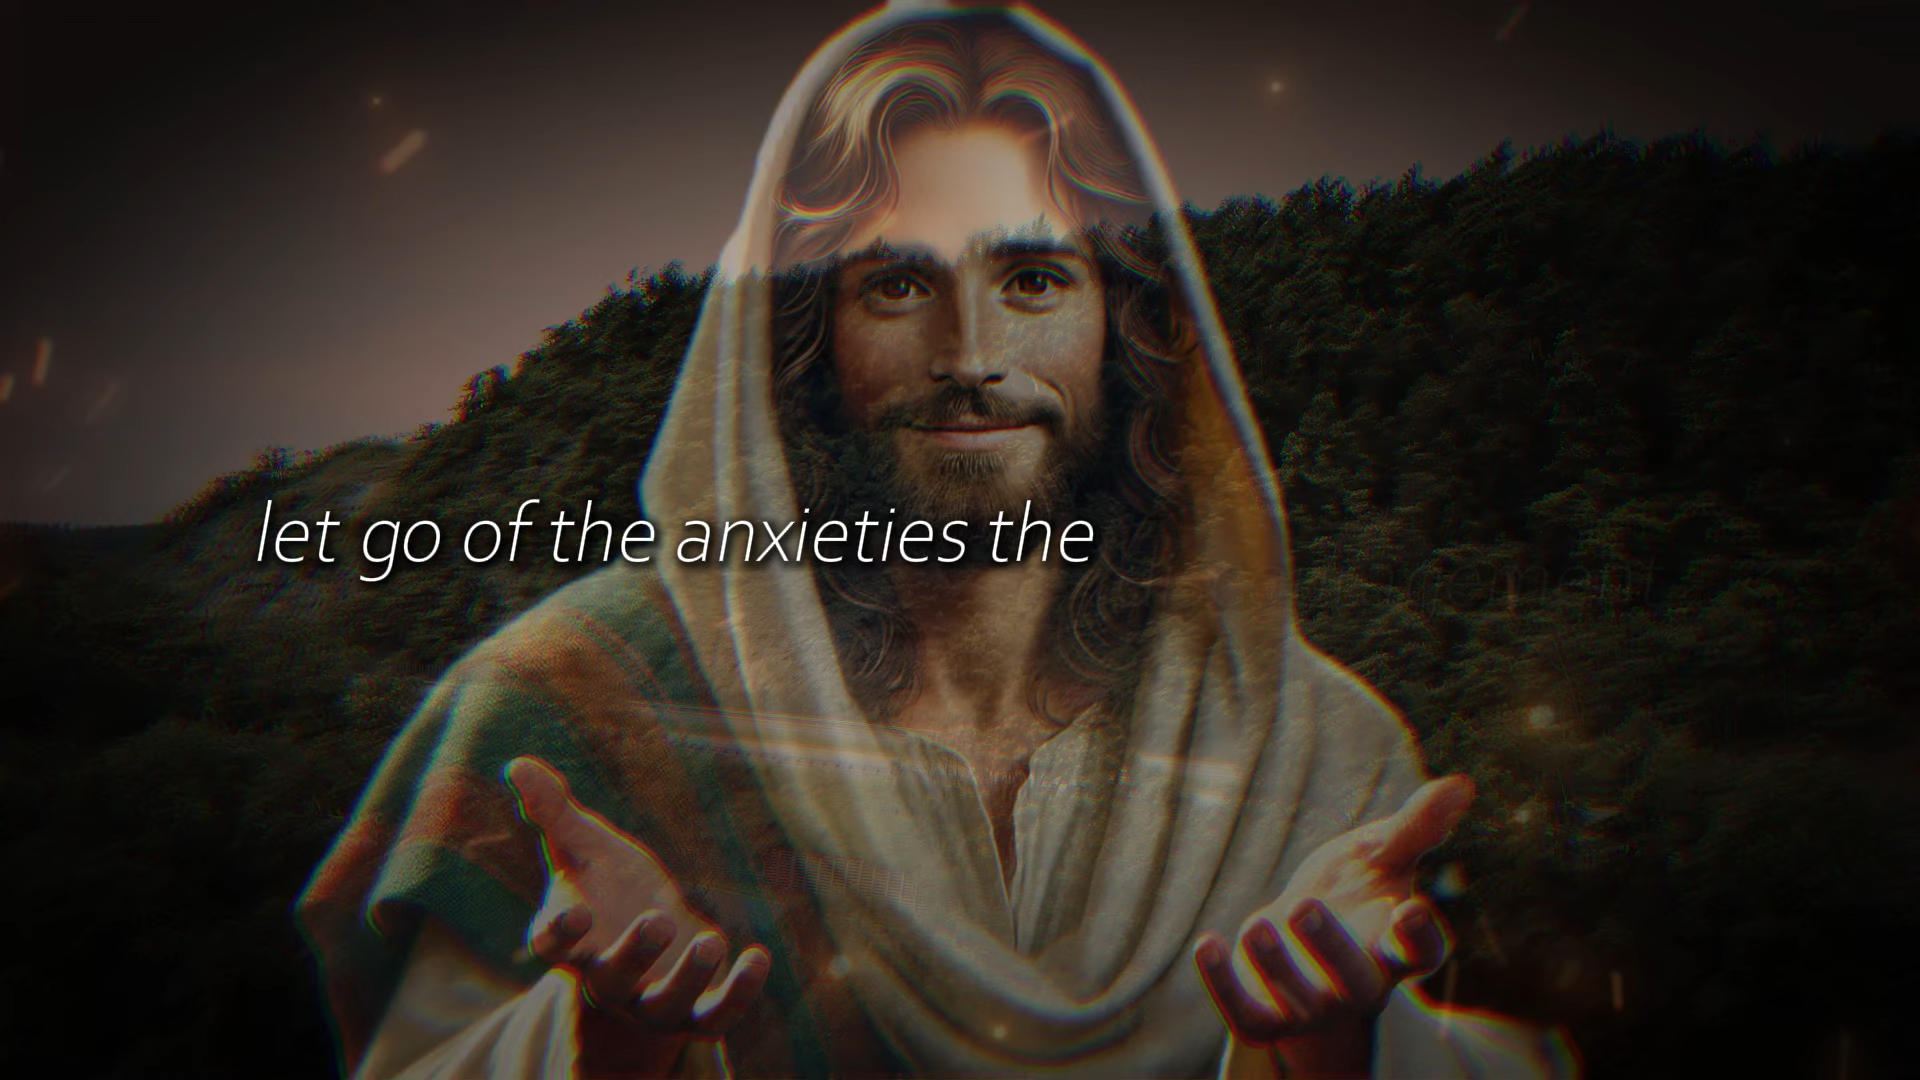 let go of the anxieties the